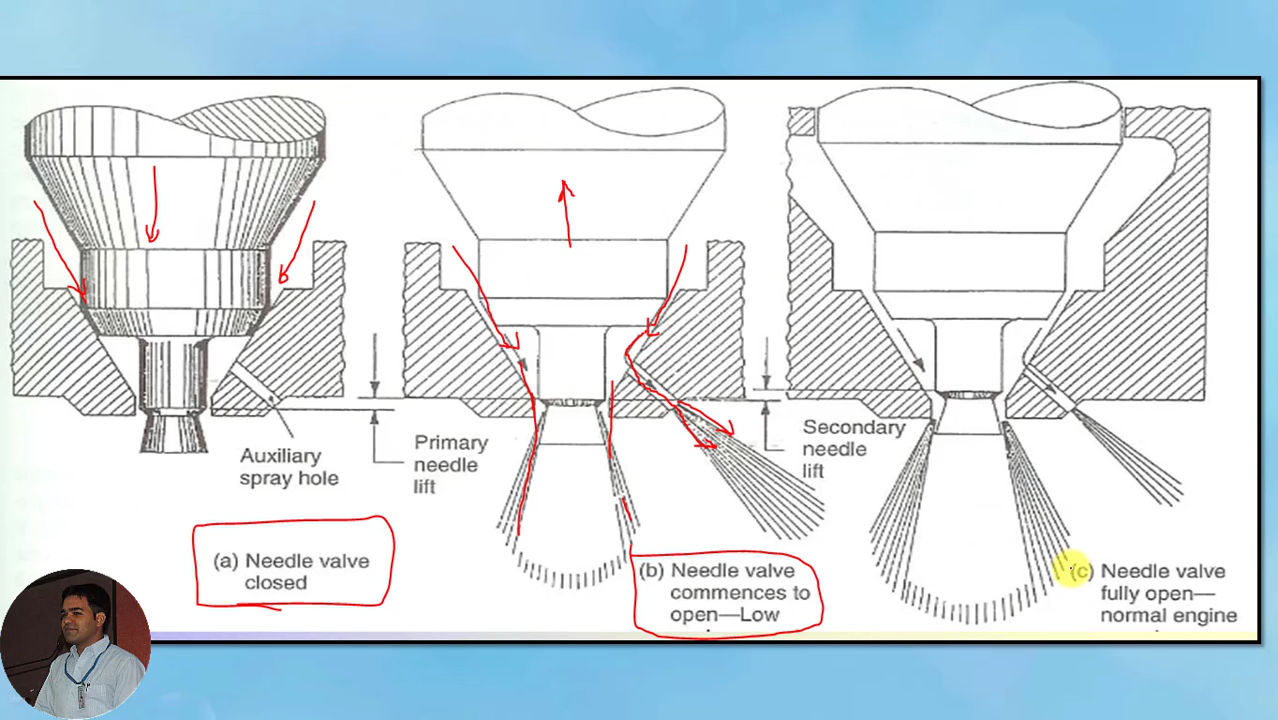 Auxiliary
spray hole
Primary
needle
lift
Secondary
needle
lift
(a) Needle valve
closed
(b) Needle valve
commences to
open—Low
(c) Needle valve
fully open—
normal engine